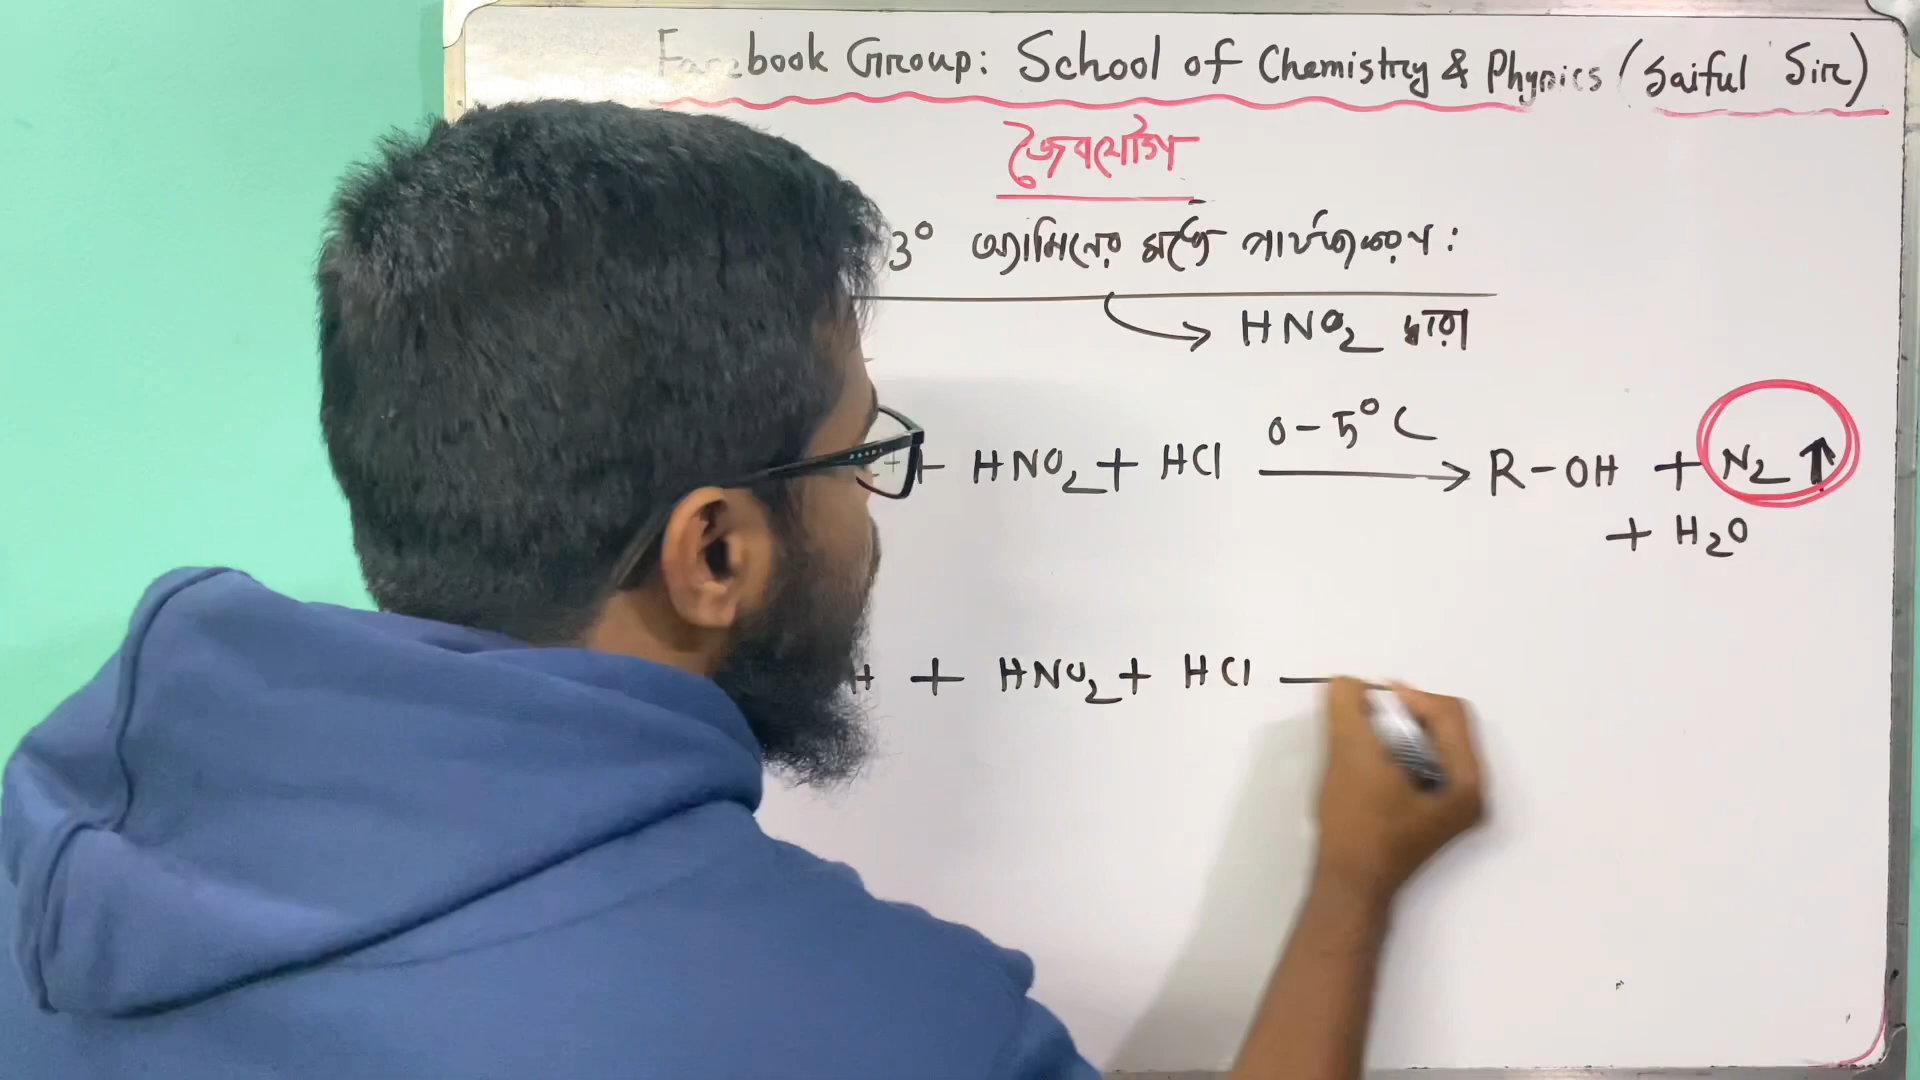 Facebook Group: School of Chemistry & Physics (Saiful Sir)
জৈবযৌগ
3° অ্যামিনের মধ্যে পার্থক্যকরণ :
HNO2 দ্বারা
0-5°C
+ HNO2 + HCl → R-OH + N2 ↑
+ H2O
H + HNO2 + HCl